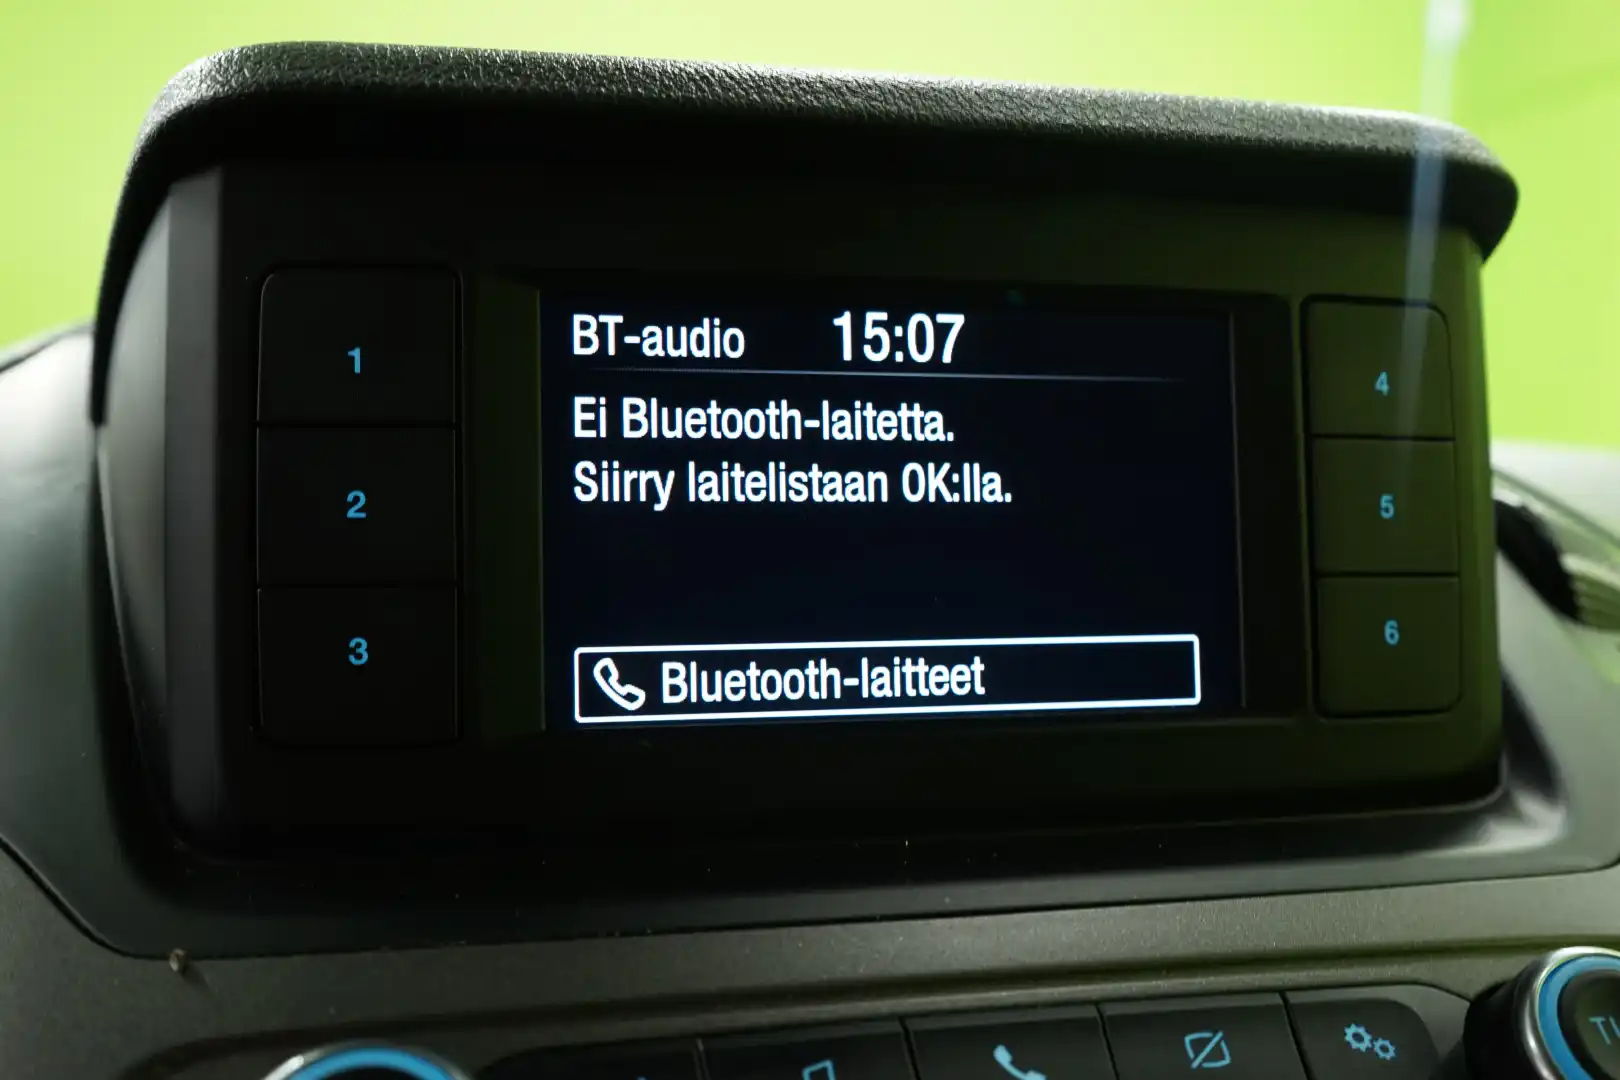 BT-audio 15:07
Ei Bluetooth-laitetta.
Siirry laitelistaan OK:lla.
Bluetooth-laitteet
1
2
3
4
5
6